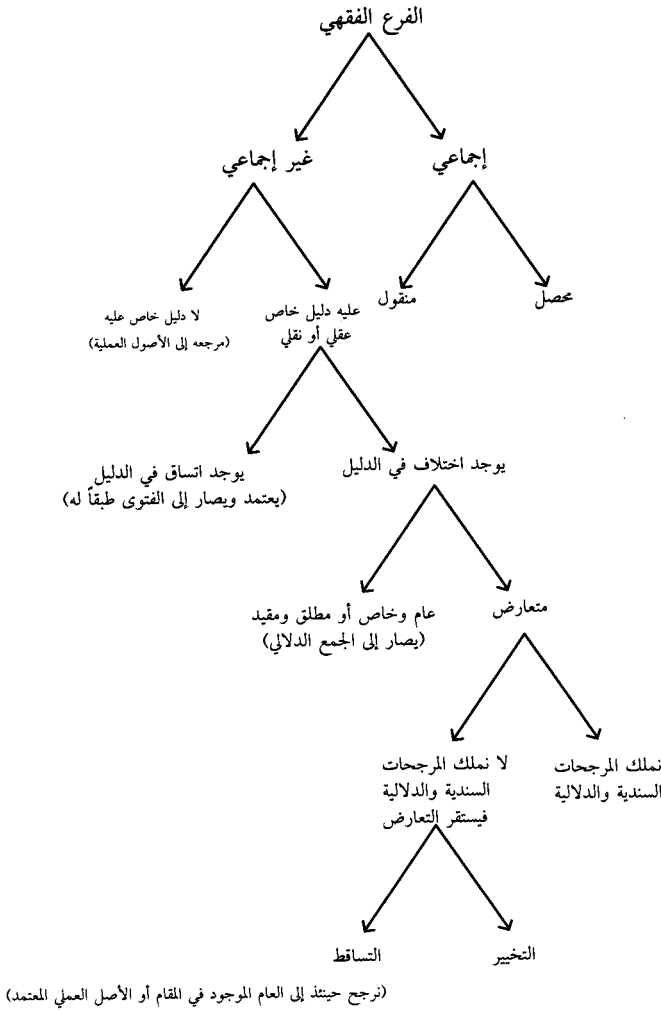 الفرع الفقهي
إجماعي
غير إجماعي
محصل
منقول
عليه دليل خاص
عقلي أو نقلي
لا دليل خاص عليه
(مرجعه إلى الأصول العملية)
يوجد اختلاف في الدليل
يوجد اتساق في الدليل
(يعتمد ويصار إلى الفتوى طبقاً له)
متعارض
عام وخاص أو مطلق ومقيد
(يصار إلى الجمع الدلالي)
نملك المرجحات
السندية والدلالية
لا نملك المرجحات
السندية والدلالية
فيستقر التعارض
التخيير
التساقط
(نرجح حينئذ إلى العام الموجود في المقام أو الأصل العملي المعتمد)